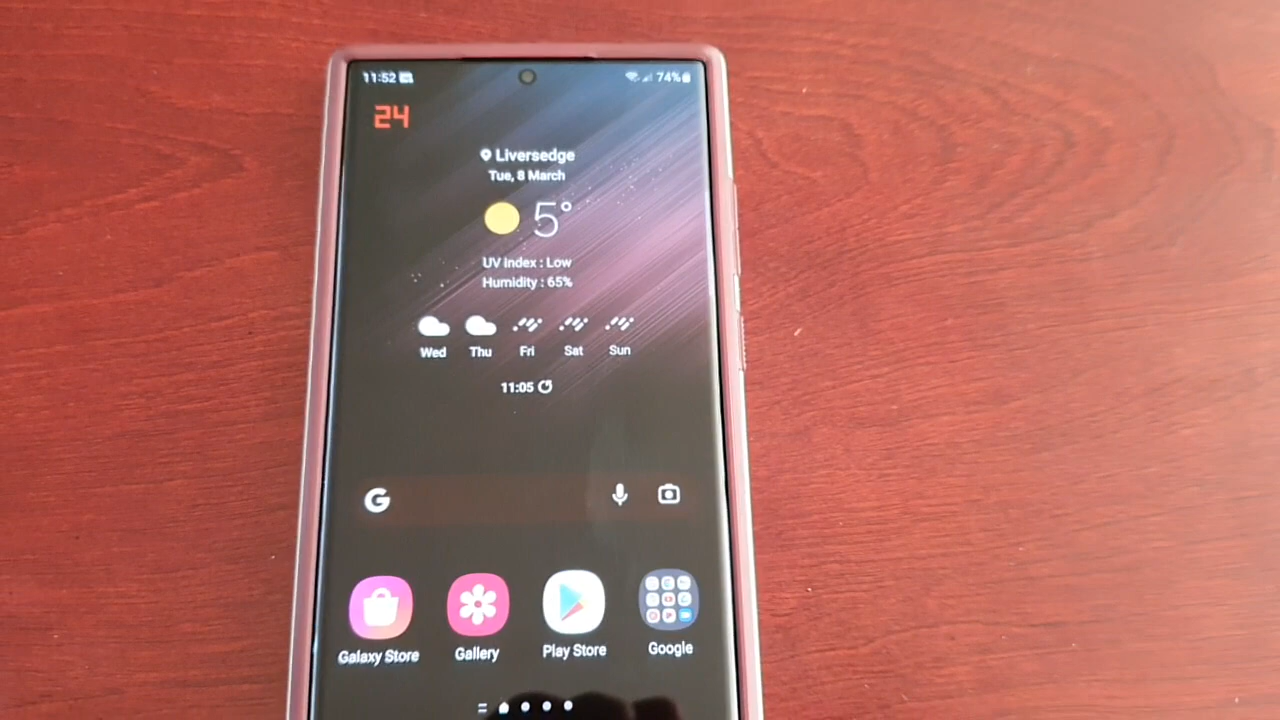 11:52
74%
24
Liversedge
Tue, 8 March
5°
UV index : Low
Humidity : 65%
Wed Thu Fri Sat Sun
11:05
G
Galaxy Store Gallery Play Store Google